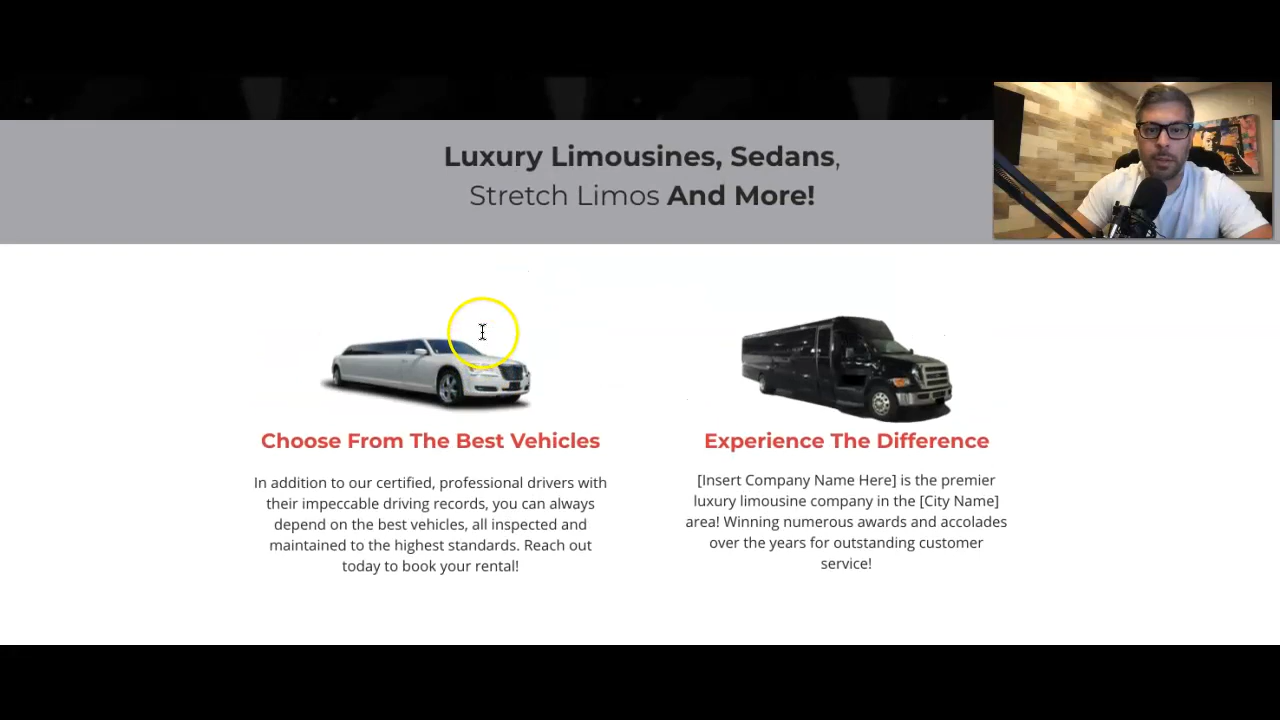 Luxury Limousines, Sedans,
Stretch Limos And More!
Choose From The Best Vehicles
In addition to our certified, professional drivers with
their impeccable driving records, you can always
depend on the best vehicles, all inspected and
maintained to the highest standards. Reach out
today to book your rental!
Experience The Difference
[Insert Company Name Here] is the premier
luxury limousine company in the [City Name]
area! Winning numerous awards and accolades
over the years for outstanding customer
service!